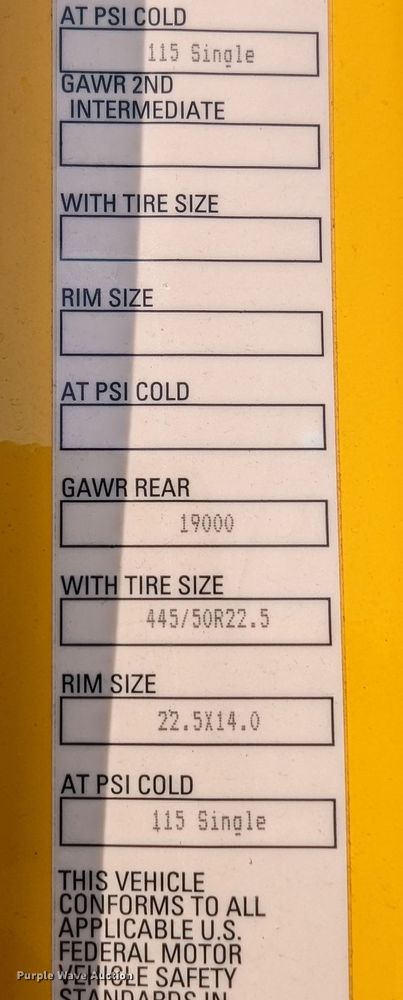 AT PSI COLD
115 Single
GAWR 2ND
INTERMEDIATE
WITH TIRE SIZE
RIM SIZE
AT PSI COLD
GAWR REAR
19000
WITH TIRE SIZE
445/50R22.5
RIM SIZE
22.5X14.0
AT PSI COLD
115 Single
THIS VEHICLE
CONFORMS TO ALL
APPLICABLE U.S.
FEDERAL MOTOR
VEHICLE SAFETY
STANDARDS IN
Purple Wave Auction